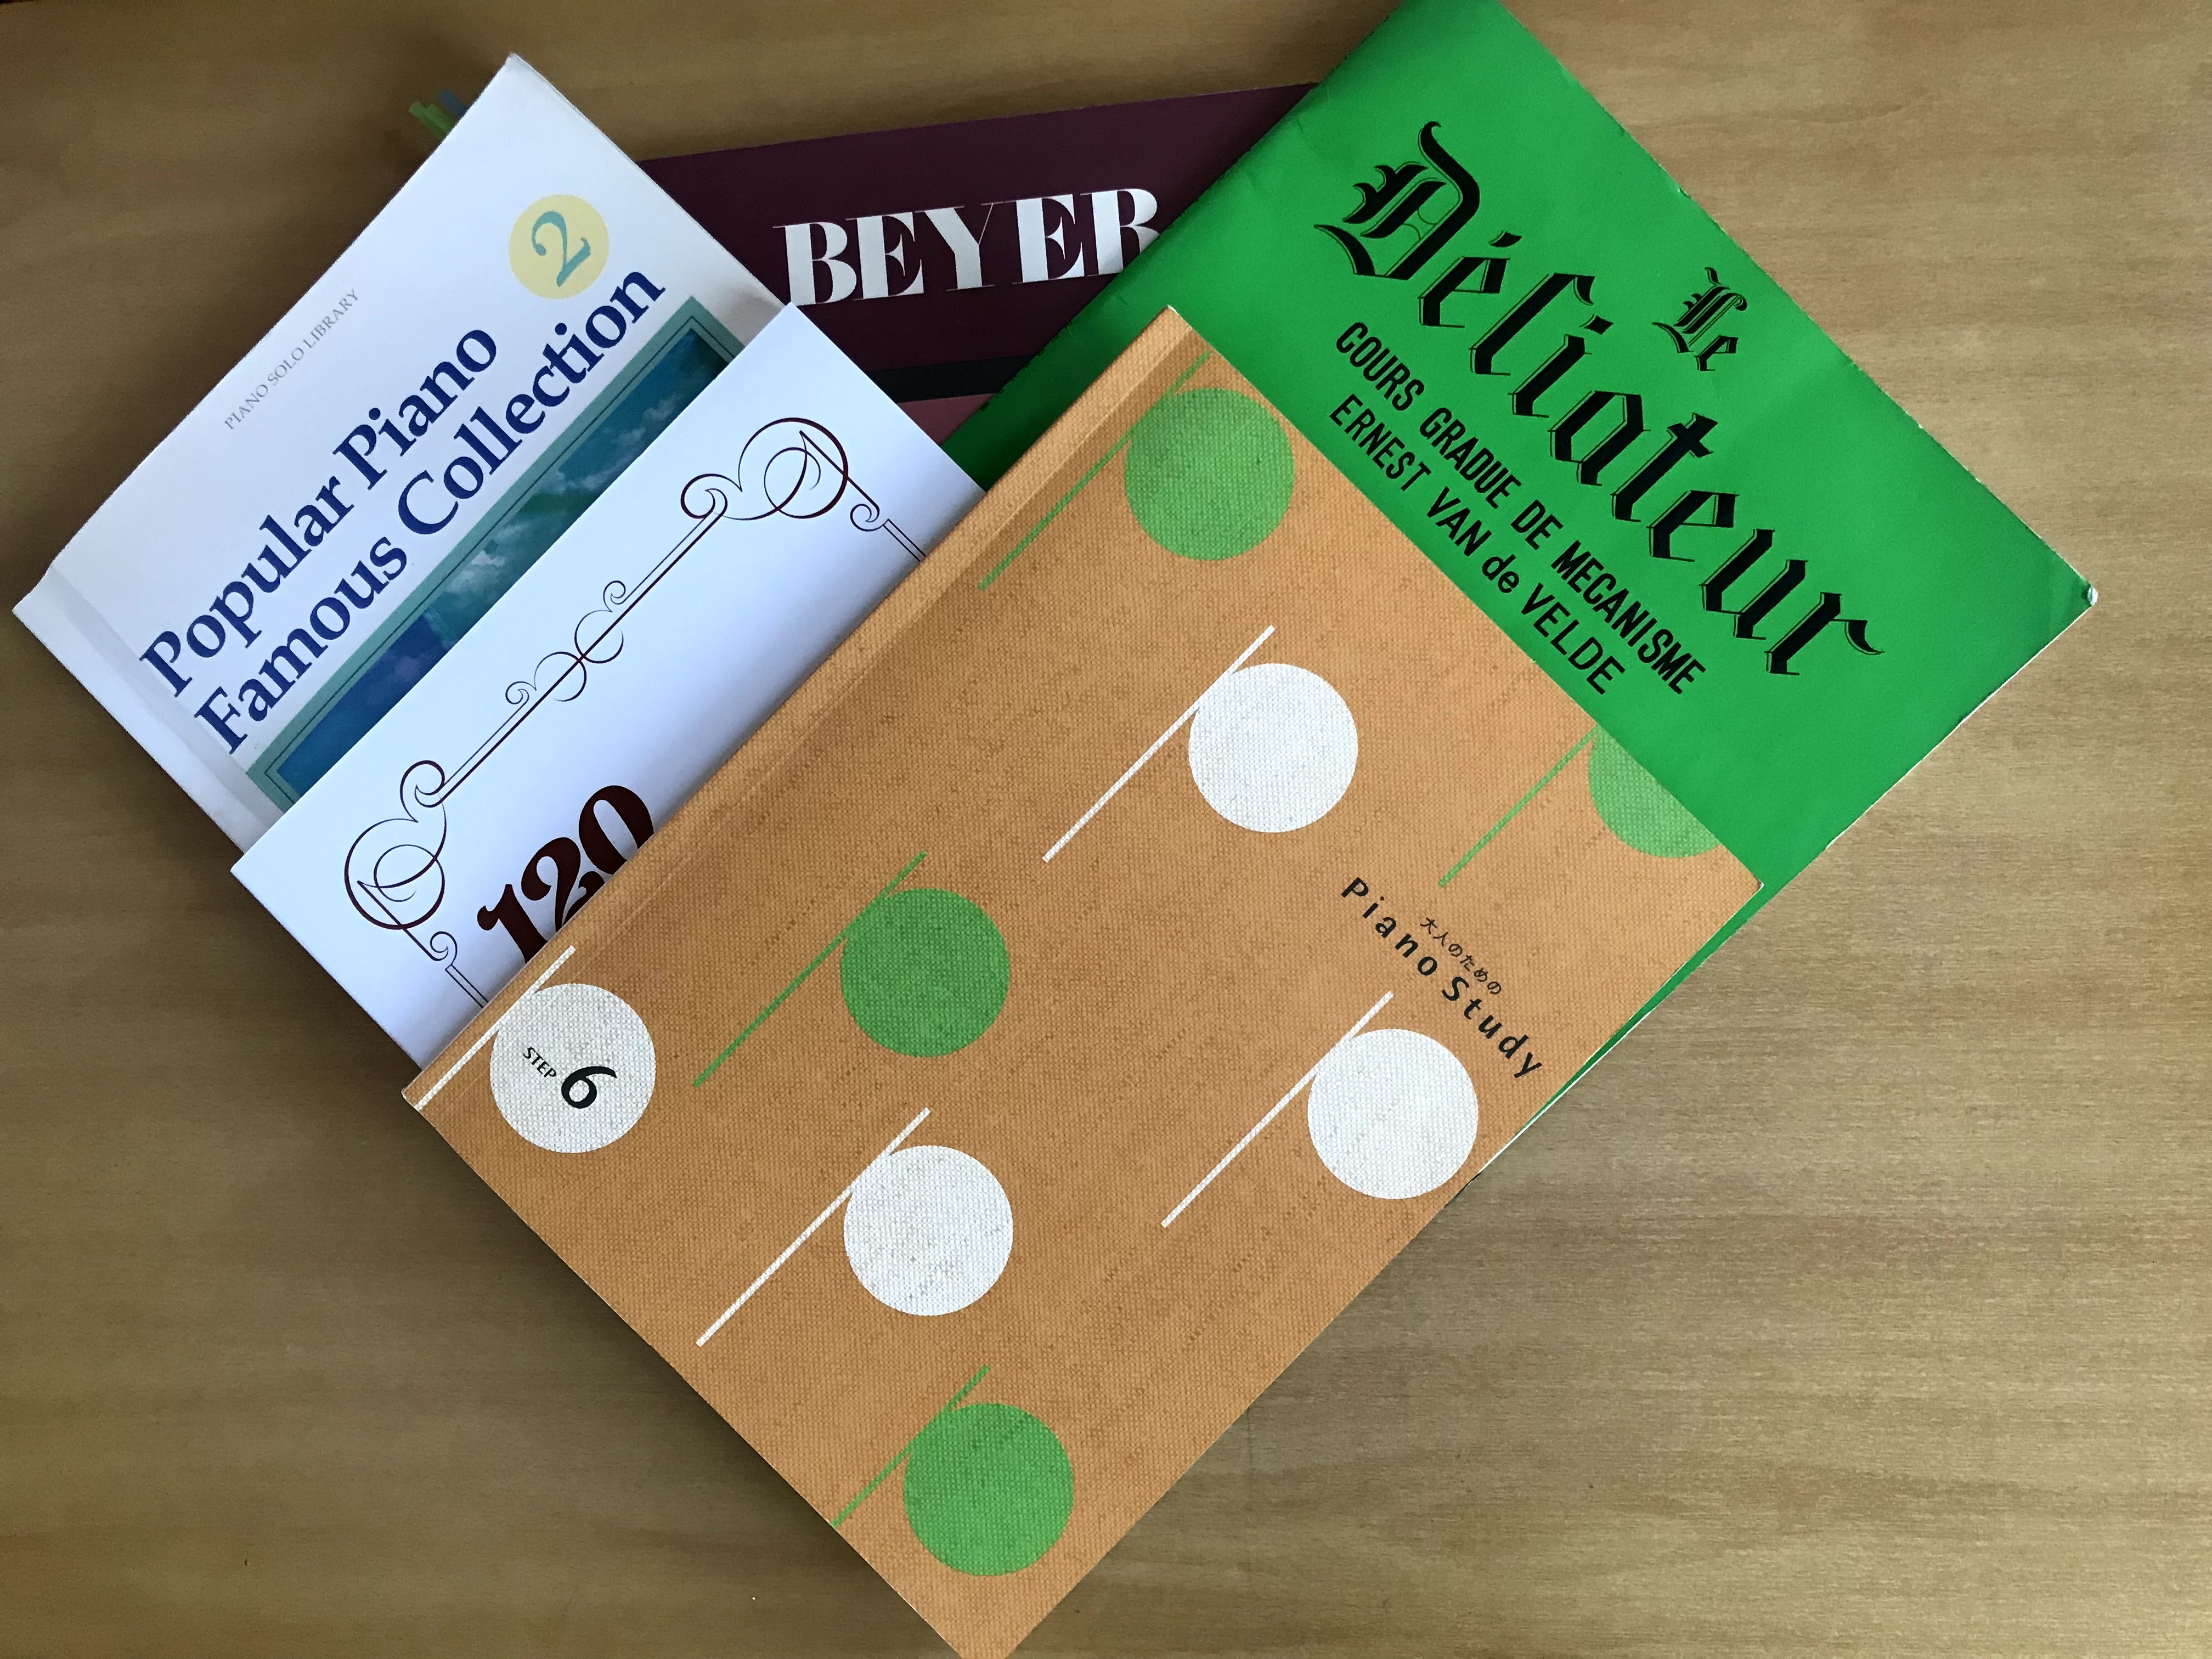 PIANO SOLO LIBRARY
2
Popular Piano
Famous Collection
BEYER
Le
Déliateur
COURS GRADUE DE MECANISME
ERNEST VAN de VELDE
120
大人のための
Piano Study
STEP 6